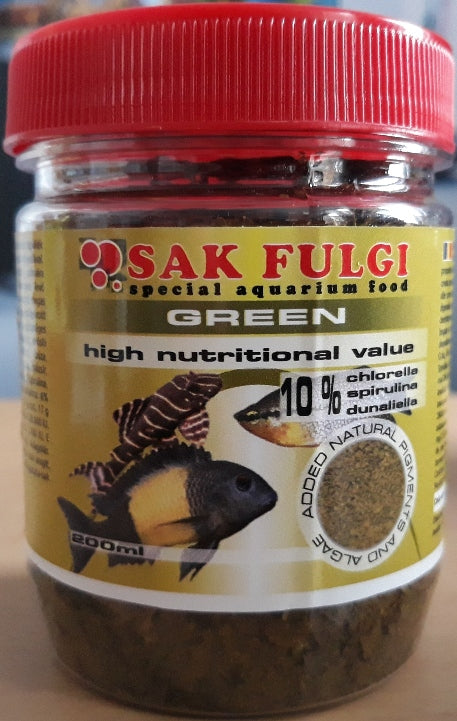 SAK FULGI
special aquarium food
GREEN
high nutritional value
10 % chlorella
spirulina
dunaliella
ADDED NATURAL PIGMENTS AND ALGAE
200ml